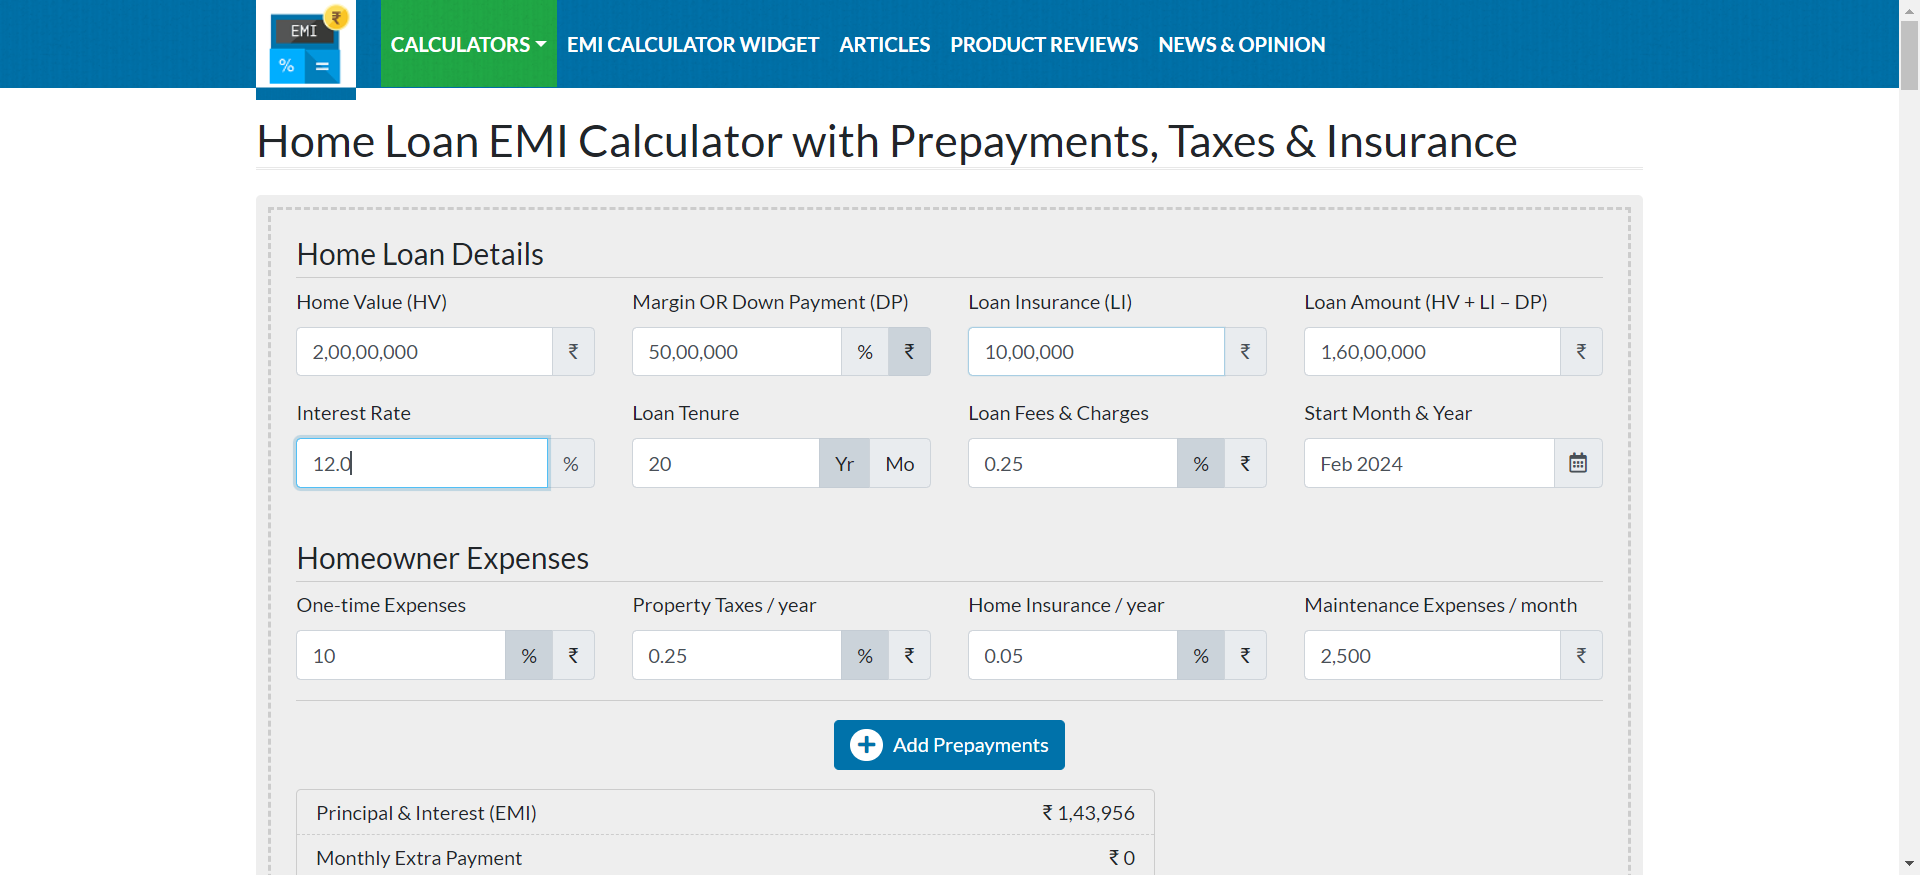 EMI
₹
%
=
CALCULATORS
EMI CALCULATOR WIDGET
ARTICLES
PRODUCT REVIEWS
NEWS & OPINION
Home Loan EMI Calculator with Prepayments, Taxes & Insurance
Home Loan Details
Home Value (HV)
Margin OR Down Payment (DP)
Loan Insurance (LI)
Loan Amount (HV + LI – DP)
2,00,00,000 ₹
50,00,000 % ₹
10,00,000 ₹
1,60,00,000 ₹
Interest Rate
Loan Tenure
Loan Fees & Charges
Start Month & Year
12.0 %
20 Yr Mo
0.25 % ₹
Feb 2024
Homeowner Expenses
One-time Expenses
Property Taxes / year
Home Insurance / year
Maintenance Expenses / month
10 % ₹
0.25 % ₹
0.05 % ₹
2,500 ₹
Add Prepayments
Principal & Interest (EMI) ₹ 1,43,956
Monthly Extra Payment ₹ 0